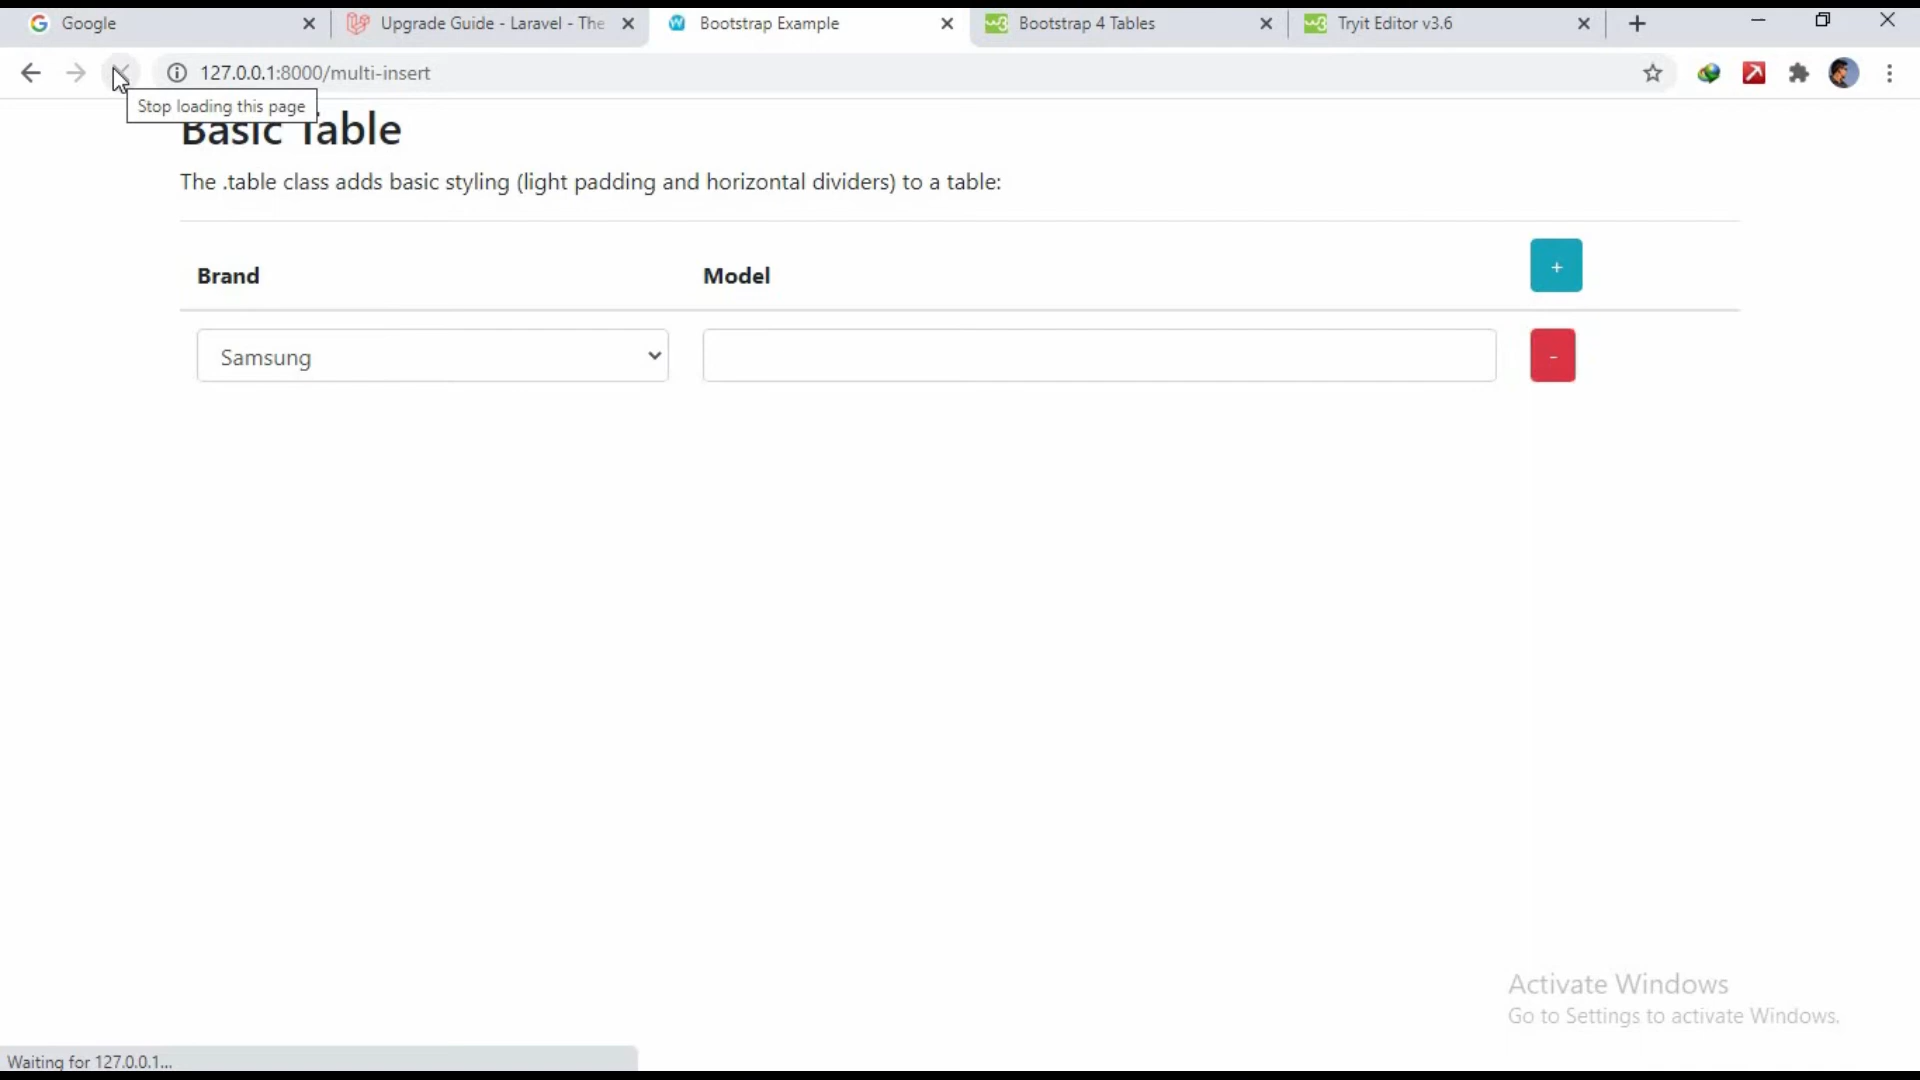 Google
Upgrade Guide - Laravel - The
Bootstrap Example
Bootstrap 4 Tables
Tryit Editor v3.6
127.0.0.1:8000/multi-insert
Stop loading this page
Basic Table
The .table class adds basic styling (light padding and horizontal dividers) to a table:
Brand
Model
+
Samsung
-
Activate Windows
Go to Settings to activate Windows.
Waiting for 127.0.0.1...